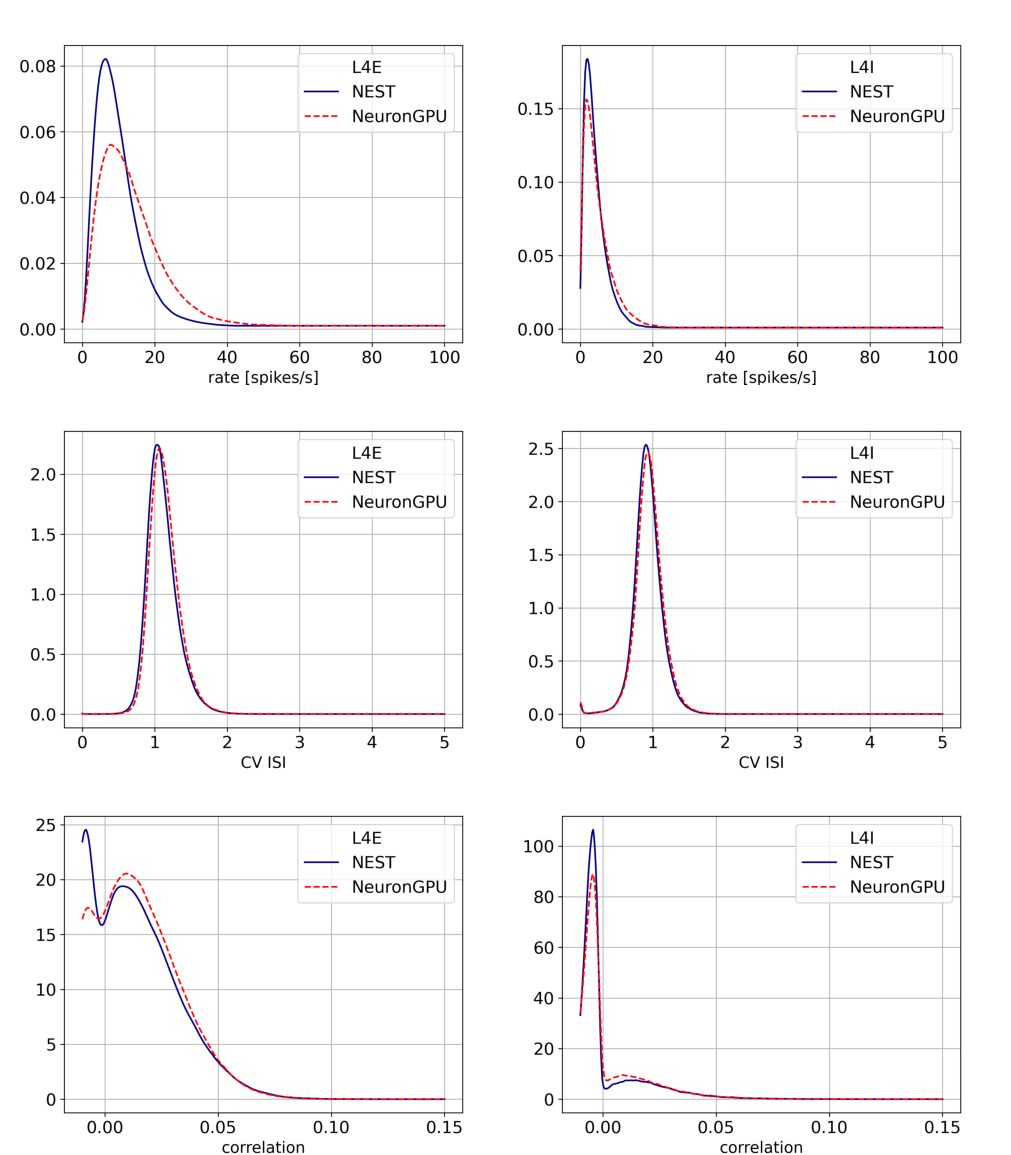 L4E
NEST
NeuronGPU
0.08
0.06
0.04
0.02
0.00
0 20 40 60 80 100
rate [spikes/s]
L4I
NEST
NeuronGPU
0.15
0.10
0.05
0.00
0 20 40 60 80 100
rate [spikes/s]
L4E
NEST
NeuronGPU
2.0
1.5
1.0
0.5
0.0
0 1 2 3 4 5
CV ISI
L4I
NEST
NeuronGPU
2.5
2.0
1.5
1.0
0.5
0.0
0 1 2 3 4 5
CV ISI
L4E
NEST
NeuronGPU
25
20
15
10
5
0
0.00 0.05 0.10 0.15
correlation
L4I
NEST
NeuronGPU
100
80
60
40
20
0
0.00 0.05 0.10 0.15
correlation